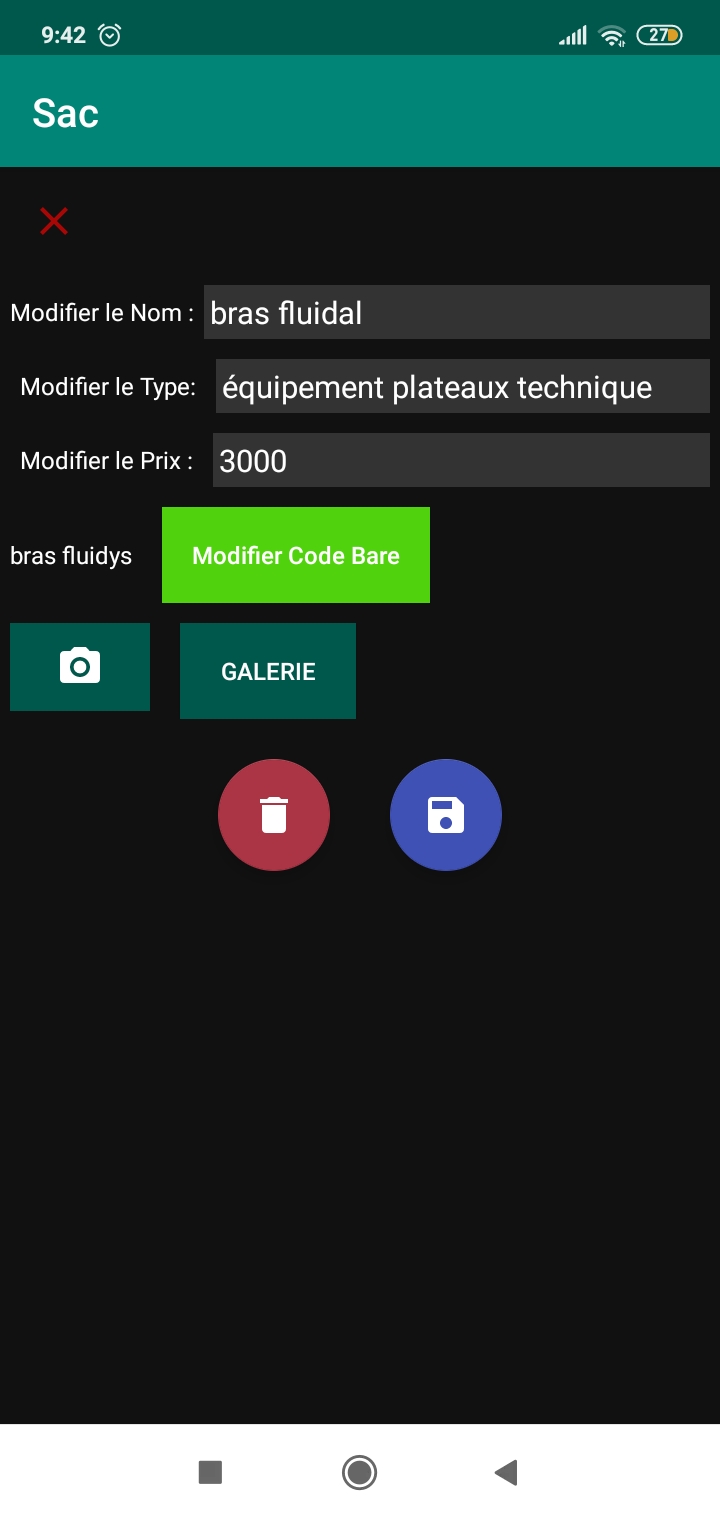 9:42
27
Sac
Modifier le Nom : bras fluidal
Modifier le Type: équipement plateaux technique
Modifier le Prix : 3000
bras fluidys Modifier Code Bare
GALERIE